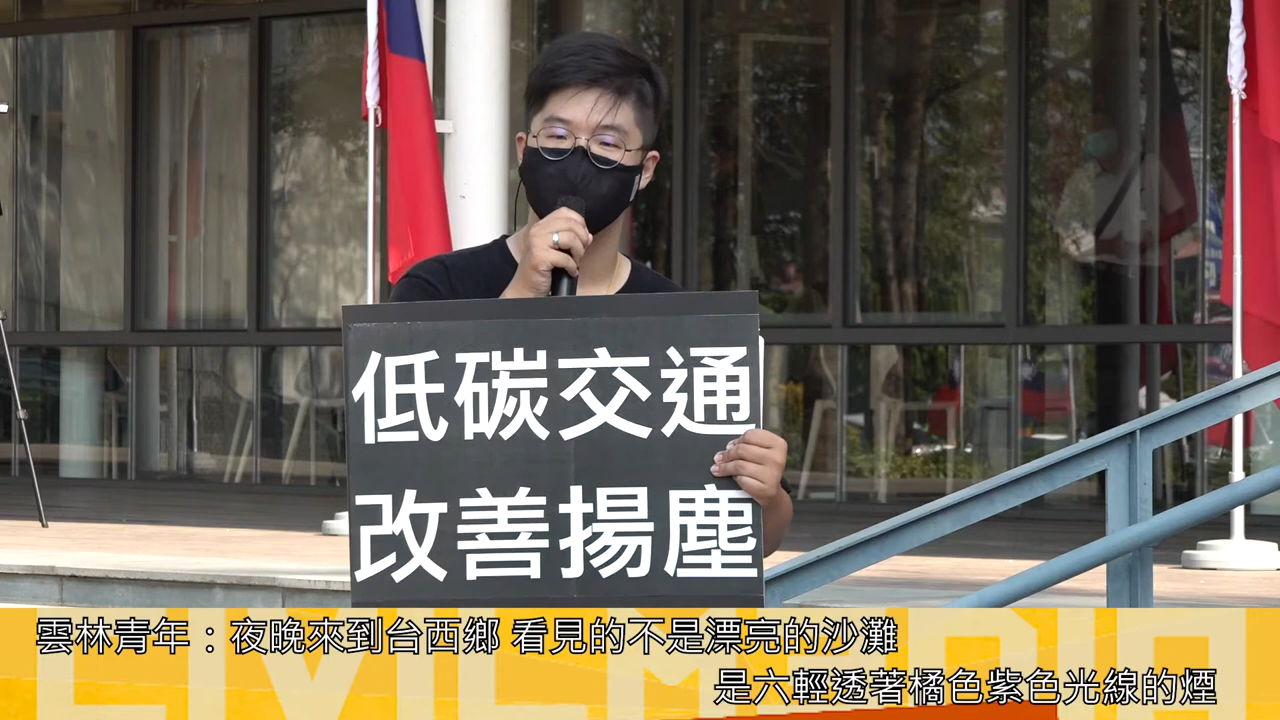 低碳交通
改善揚塵
雲林青年：夜晚來到台西鄉 看見的不是漂亮的沙灘
是六輕透著橘色紫色光線的煙